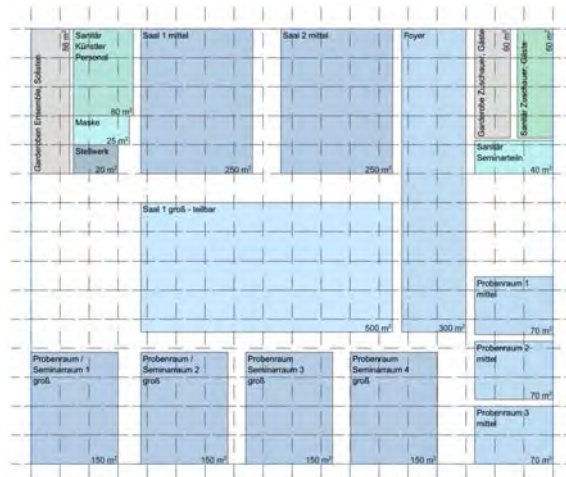 Garderoben Ensemble, Solisten
Sanitär
Künstler
Personal
80 m²
Maske
25 m²
Stellwerk
20 m²
Saal 1 mittel
250 m²
Saal 2 mittel
250 m²
Foyer
300 m²
Garderobe Zuschauer, Gäste
60 m²
Sanitär Zuschauer, Gäste
60 m²
Sanitär
Seminarteiln.
40 m²
Saal 1 groß - teilbar
500 m²
Probenraum 1
mittel
70 m²
Probenraum 2
mittel
70 m²
Probenraum 3
mittel
70 m²
Probenraum /
Seminarraum 1
groß
150 m²
Probenraum /
Seminarraum 2
groß
150 m²
Probenraum
Seminarraum 3
groß
150 m²
Probenraum
Seminarraum 4
groß
150 m²